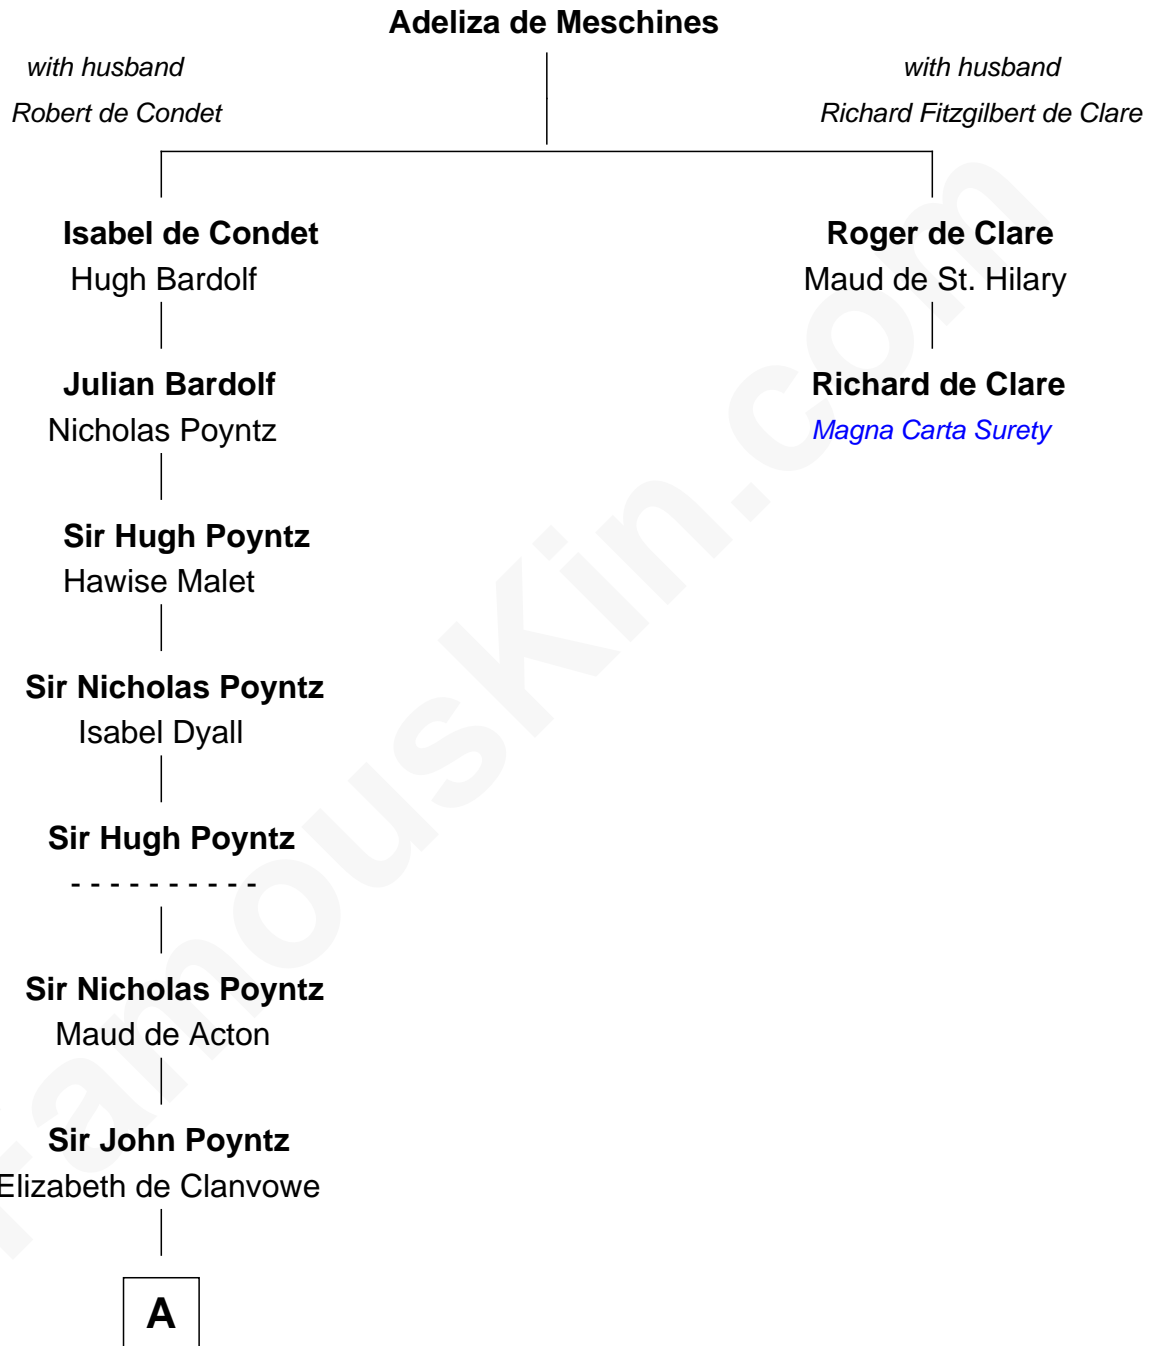 Adeliza de Meschines
with husband
Robert de Condet
with husband
Richard Fitzgilbert de Clare
Isabel de Condet
Hugh Bardolf
Roger de Clare
Maud de St. Hilary
Julian Bardolf
Nicholas Poyntz
Richard de Clare
Magna Carta Surety
Sir Hugh Poyntz
Hawise Malet
Sir Nicholas Poyntz
Isabel Dyall
Sir Hugh Poyntz
- - - - - - - - - -
Sir Nicholas Poyntz
Maud de Acton
Sir John Poyntz
Elizabeth de Clanvowe
A
FamousKin.com